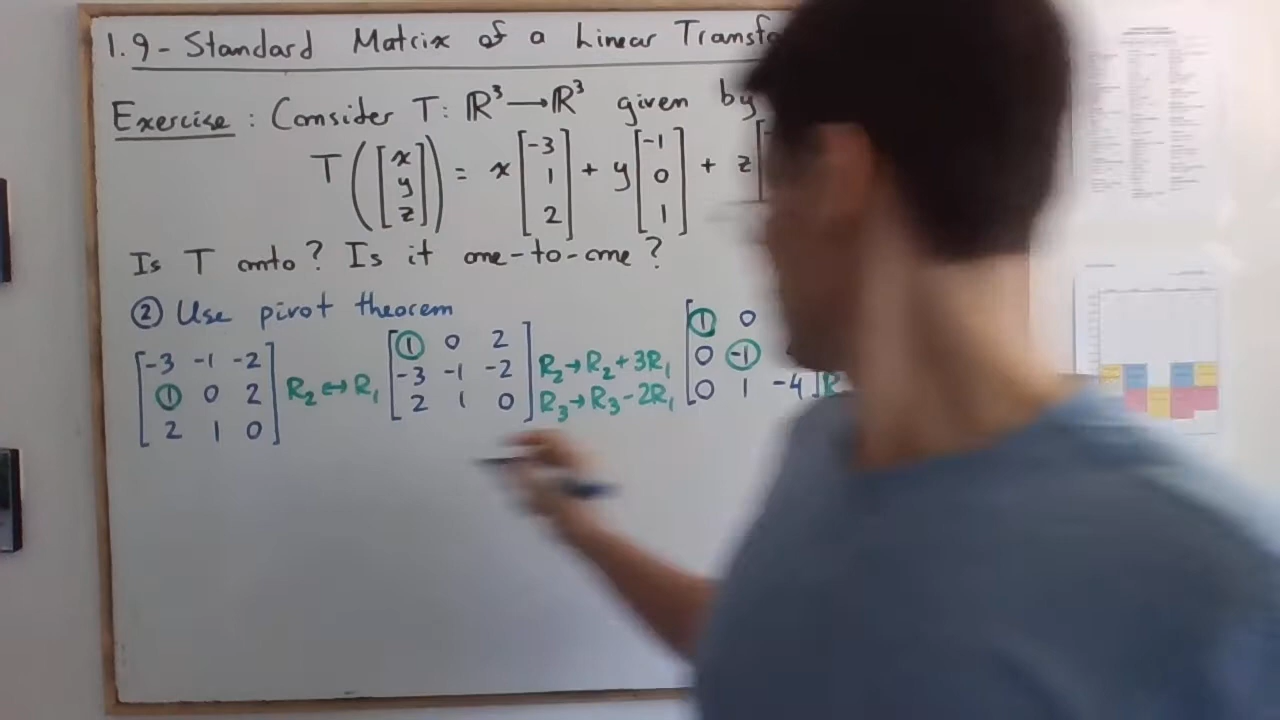 1.9 - Standard Matrix of a Linear
Exercise : Consider T: ℝ³ → ℝ³ given by
T([x y z]) = x[-3 1 2] + y[-1 0 1] + z
Is T onto? Is it one-to-one?
② Use pivot theorem
[-3 -1 -2; 1 0 2; 2 1 0] R₂ ↔ R₁ [1 0 2; -3 -1 -2; 2 1 0] R₂ → R₂ + 3R₁ R₃ → R₃ - 2R₁ [1 0; 0 -1; 0 1 -4] R